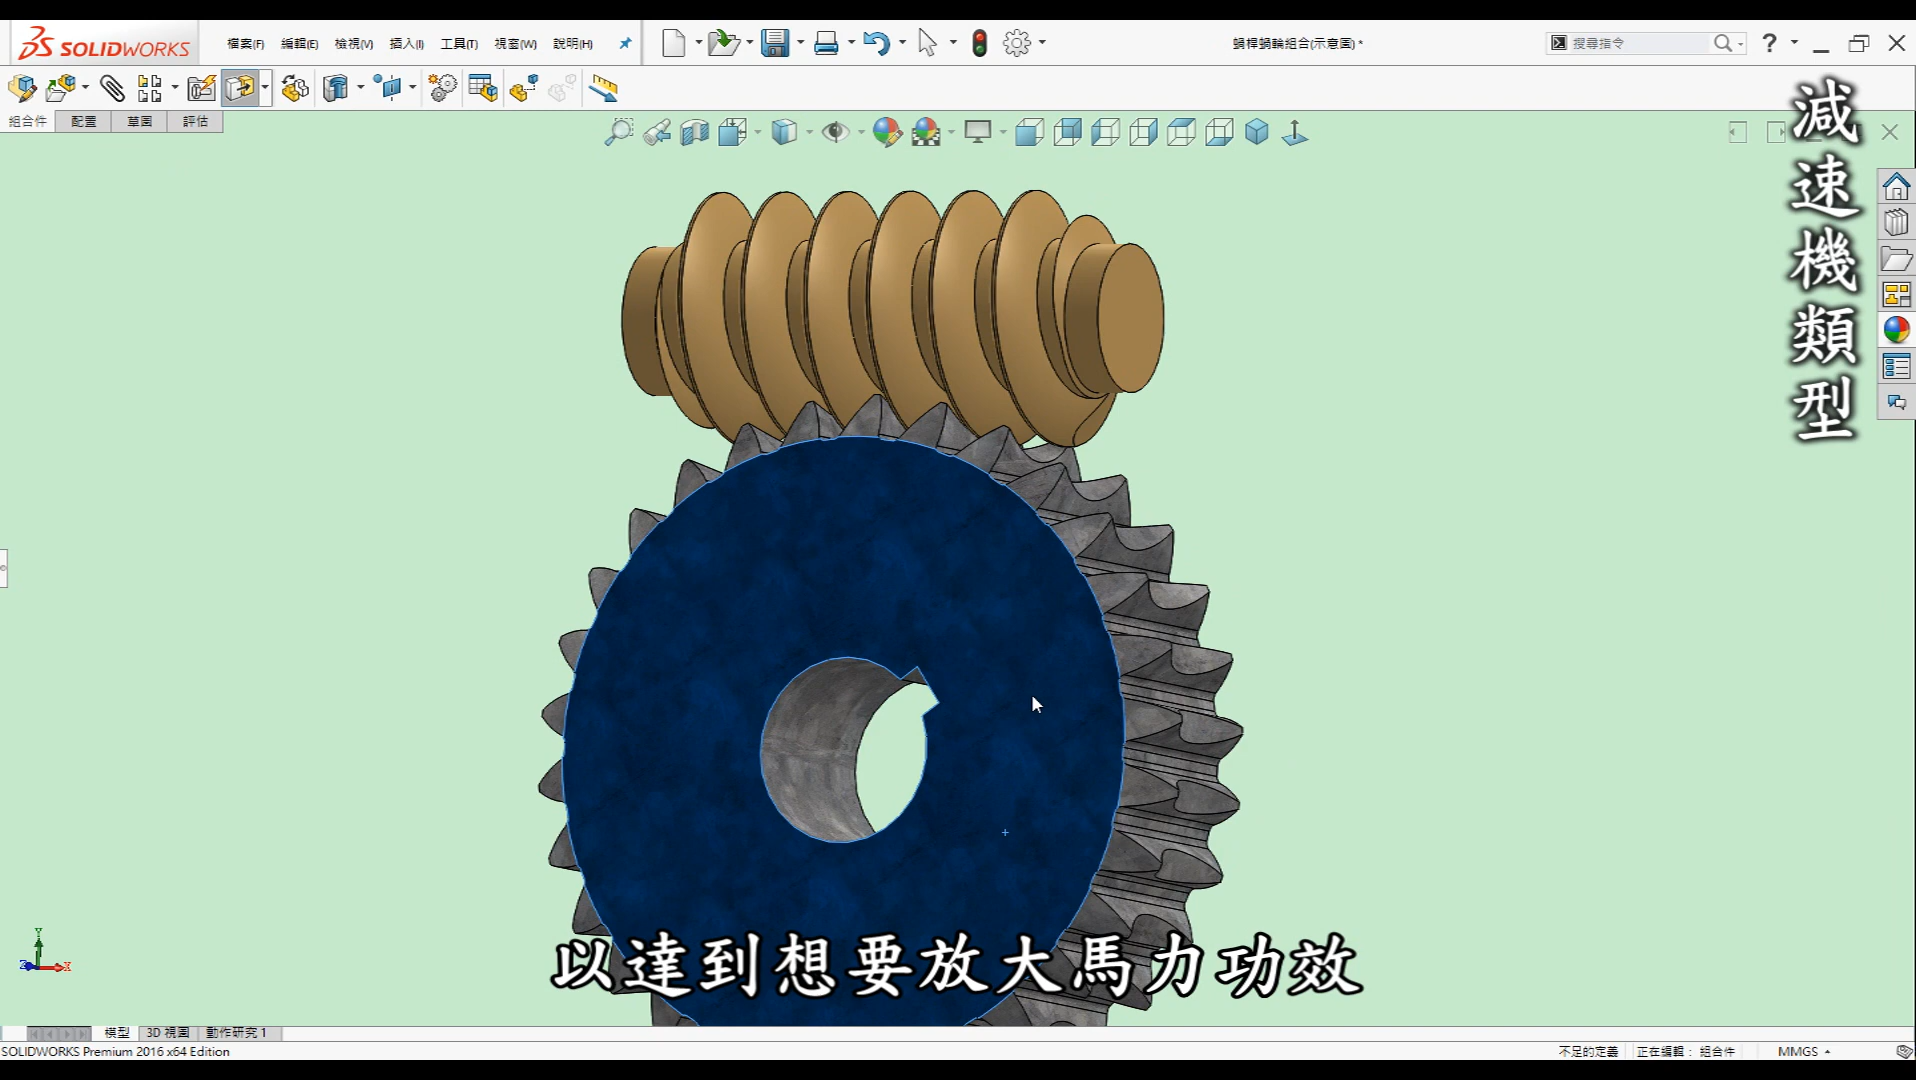 SOLIDWORKS
檔案(F) 編輯(E) 檢視(V) 插入(I) 工具(T) 視窗(W) 說明(H)
蝸桿蝸輪組合(示意圖) *
搜尋指令
組合件 配置 草圖 評估
減速機類型
以達到想要放大馬力功效
模型 3D 視圖 動作研究 1
SOLIDWORKS Premium 2016 x64 Edition
不足的定義 正在編輯： 組合件 MMGS